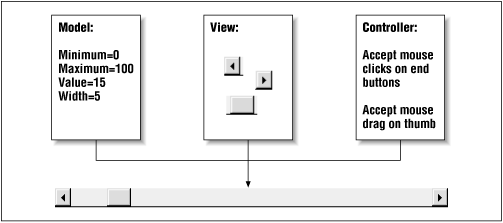 Model:
Minimum=0
Maximum=100
Value=15
Width=5
View:
Controller:
Accept mouse
clicks on end
buttons
Accept mouse
drag on thumb